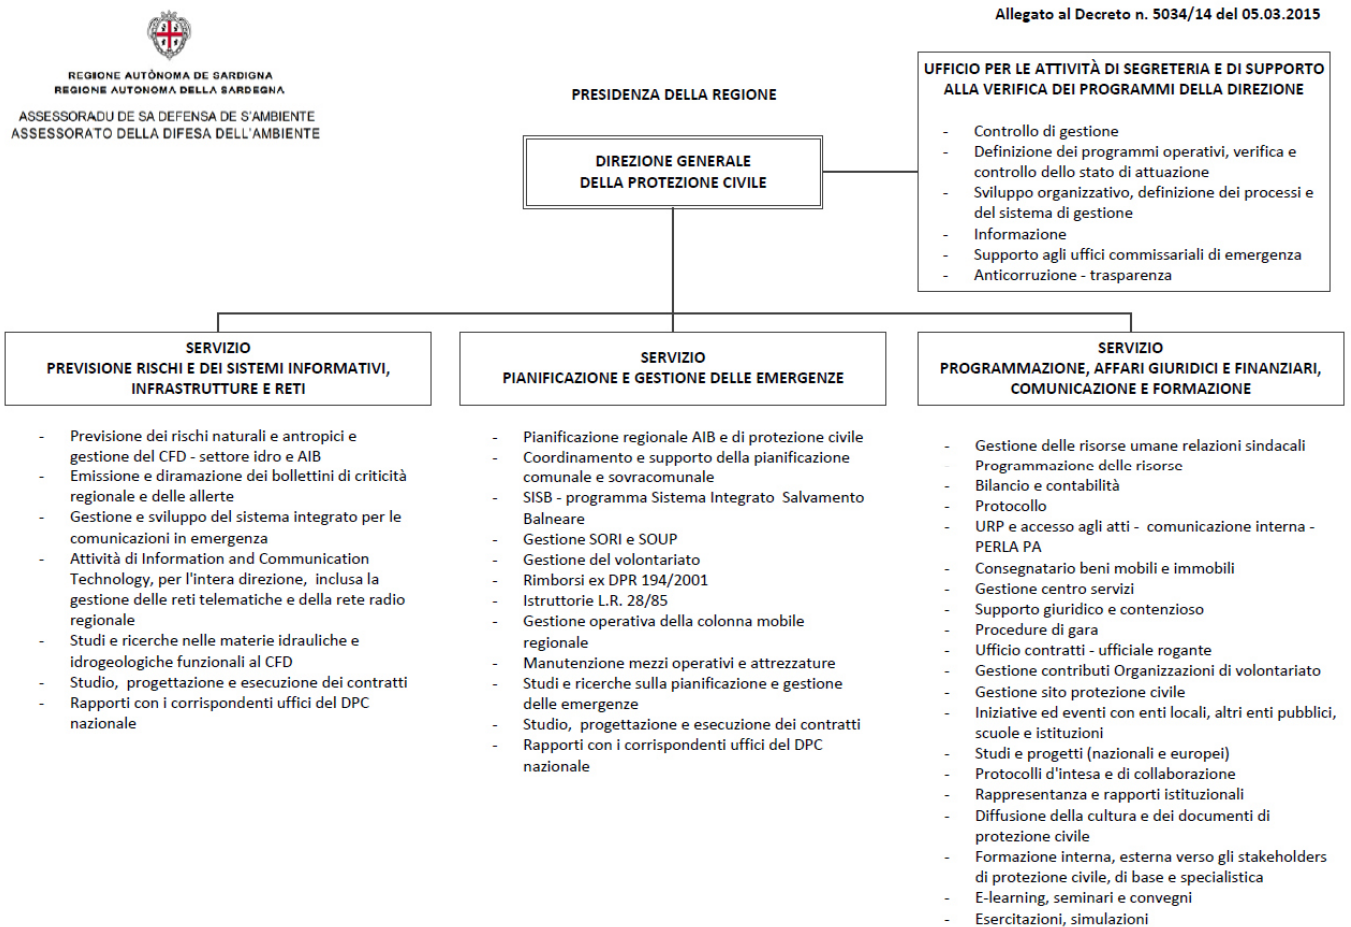 Allegato al Decreto n. 5034/14 del 05.03.2015
REGIONE AUTÒNOMA DE SARDIGNA
REGIONE AUTONOMA DELLA SARDEGNA
ASSESSORADU DE SA DEFENSA DE S'AMBIENTE
ASSESSORATO DELLA DIFESA DELL'AMBIENTE
PRESIDENZA DELLA REGIONE
DIREZIONE GENERALE
DELLA PROTEZIONE CIVILE
UFFICIO PER LE ATTIVITÀ DI SEGRETERIA E DI SUPPORTO
ALLA VERIFICA DEI PROGRAMMI DELLA DIREZIONE
- Controllo di gestione
- Definizione dei programmi operativi, verifica e
controllo dello stato di attuazione
- Sviluppo organizzativo, definizione dei processi e
del sistema di gestione
- Informazione
- Supporto agli uffici commissariali di emergenza
- Anticorruzione - trasparenza
SERVIZIO
PREVISIONE RISCHI E DEI SISTEMI INFORMATIVI,
INFRASTRUTTURE E RETI
- Previsione dei rischi naturali e antropici e
gestione del CFD - settore idro e AIB
- Emissione e diramazione dei bollettini di criticità
regionale e delle allerte
- Gestione e sviluppo del sistema integrato per le
comunicazioni in emergenza
- Attività di Information and Communication
Technology, per l'intera direzione, inclusa la
gestione delle reti telematiche e della rete radio
regionale
- Studi e ricerche nelle materie idrauliche e
idrogeologiche funzionali al CFD
- Studio, progettazione e esecuzione dei contratti
- Rapporti con i corrispondenti uffici del DPC
nazionale
SERVIZIO
PIANIFICAZIONE E GESTIONE DELLE EMERGENZE
- Pianificazione regionale AIB e di protezione civile
- Coordinamento e supporto della pianificazione
comunale e sovracomunale
- SISB - programma Sistema Integrato Salvamento
Balneare
- Gestione SORI e SOUP
- Gestione del volontariato
- Rimborsi ex DPR 194/2001
- Istruttorie L.R. 28/85
- Gestione operativa della colonna mobile
regionale
- Manutenzione mezzi operativi e attrezzature
- Studi e ricerche sulla pianificazione e gestione
delle emergenze
- Studio, progettazione e esecuzione dei contratti
- Rapporti con i corrispondenti uffici del DPC
nazionale
SERVIZIO
PROGRAMMAZIONE, AFFARI GIURIDICI E FINANZIARI,
COMUNICAZIONE E FORMAZIONE
- Gestione delle risorse umane relazioni sindacali
- Programmazione delle risorse
- Bilancio e contabilità
- Protocollo
- URP e accesso agli atti - comunicazione interna -
PERLA PA
- Consegnatario beni mobili e immobili
- Gestione centro servizi
- Supporto giuridico e contenzioso
- Procedure di gara
- Ufficio contratti - ufficiale rogante
- Gestione contributi Organizzazioni di volontariato
- Gestione sito protezione civile
- Iniziative ed eventi con enti locali, altri enti pubblici,
scuole e istituzioni
- Studi e progetti (nazionali e europei)
- Protocolli d'intesa e di collaborazione
- Rappresentanza e rapporti istituzionali
- Diffusione della cultura e dei documenti di
protezione civile
- Formazione interna, esterna verso gli stakeholders
di protezione civile, di base e specialistica
- E-learning, seminari e convegni
- Esercitazioni, simulazioni